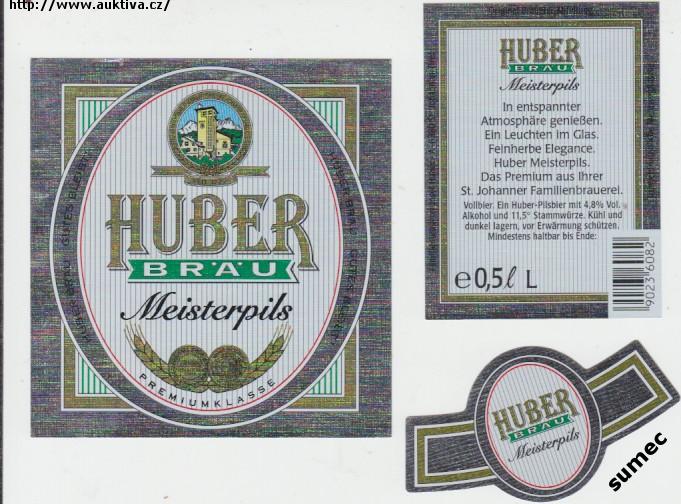 http://www.auktiva.cz/
HUBER
BRÄU
Meisterpils
PREMIUMKLASSE
HUBER
BRÄU
Meisterpils
In entspannter
Atmosphäre genießen.
Ein Leuchten im Glas.
Feinherbe Elegance.
Huber Meisterpils.
Das Premium aus Ihrer
St. Johanner Familienbrauerei.
Vollbier. Ein Huber-Pilsbier mit 4,8% Vol.
Alkohol und 11,5° Stammwürze. Kühl und
dunkel lagern, vor Erwärmung schützen.
Mindestens haltbar bis Ende:
e 0,5 l L
90236082
HUBER
BRÄU
Meisterpils
sumec